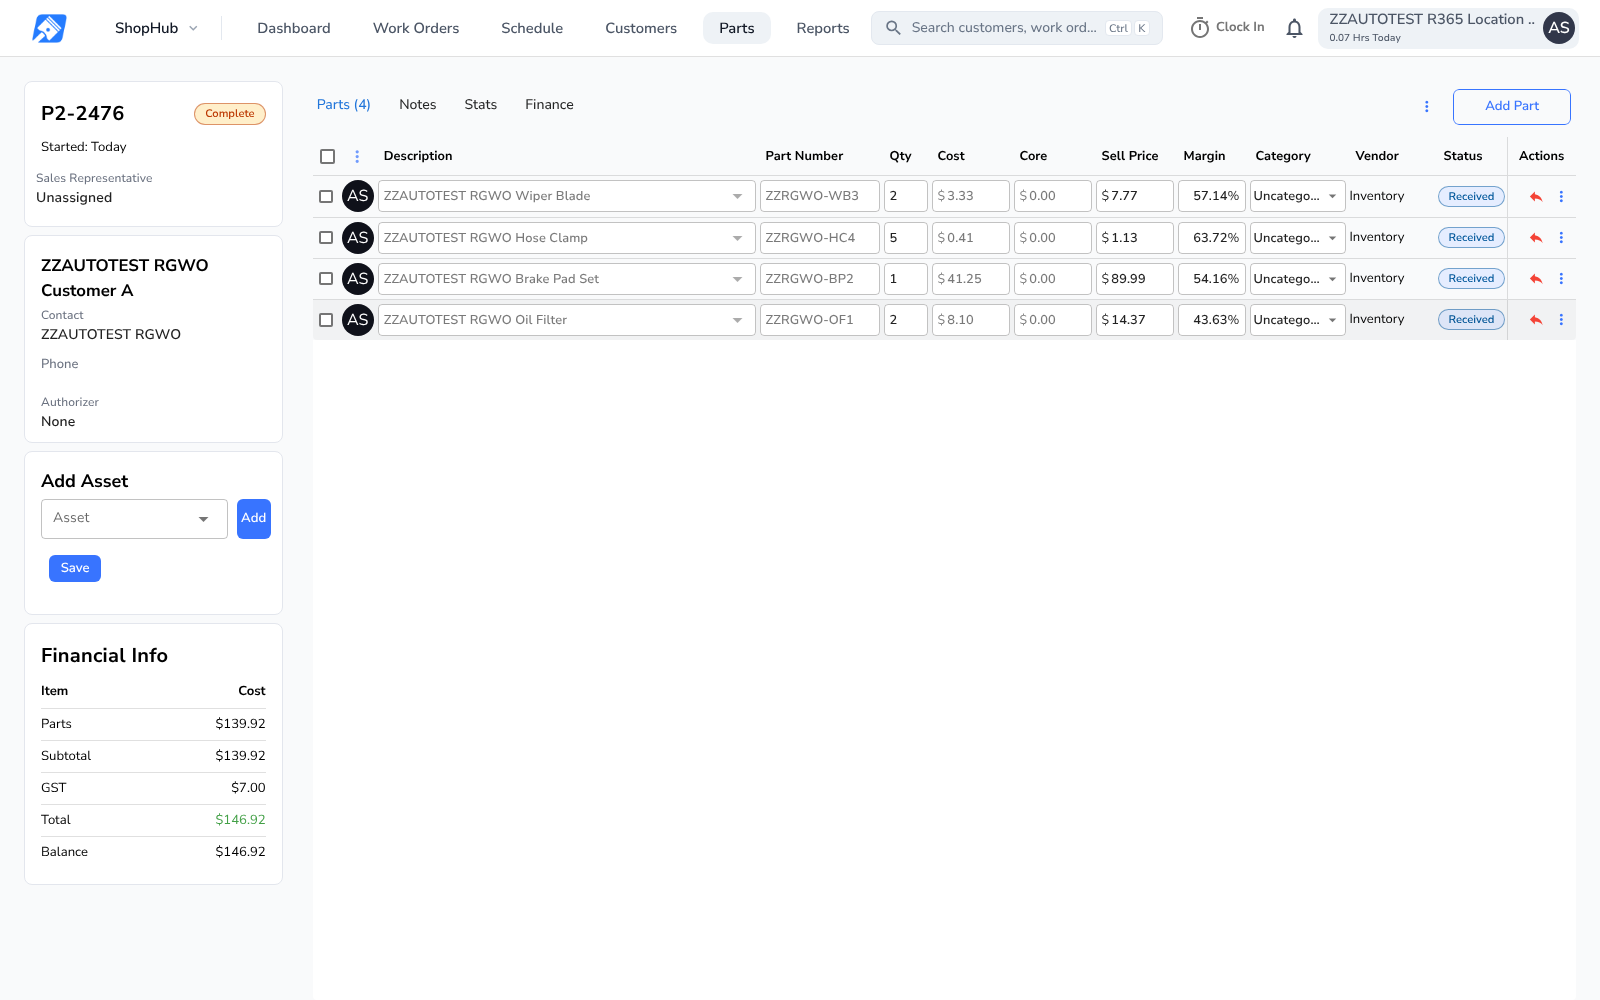 ShopHub
Dashboard
Work Orders
Schedule
Customers
Parts
Reports
Search customers, work ord... Ctrl K
Clock In
ZZAUTOTEST R365 Location ..
0.07 Hrs Today
AS
P2-2476
Complete
Started: Today
Sales Representative
Unassigned
ZZAUTOTEST RGWO
Customer A
Contact
ZZAUTOTEST RGWO
Phone
Authorizer
None
Add Asset
Asset
Add
Save
Financial Info
Item Cost
Parts $139.92
Subtotal $139.92
GST $7.00
Total $146.92
Balance $146.92
Parts (4)
Notes
Stats
Finance
Add Part
Description Part Number Qty Cost Core Sell Price Margin Category Vendor Status Actions
AS ZZAUTOTEST RGWO Wiper Blade ZZRGWO-WB3 2 $ 3.33 $ 0.00 $ 7.77 57.14% Uncatego... Inventory Received
AS ZZAUTOTEST RGWO Hose Clamp ZZRGWO-HC4 5 $ 0.41 $ 0.00 $ 1.13 63.72% Uncatego... Inventory Received
AS ZZAUTOTEST RGWO Brake Pad Set ZZRGWO-BP2 1 $ 41.25 $ 0.00 $ 89.99 54.16% Uncatego... Inventory Received
AS ZZAUTOTEST RGWO Oil Filter ZZRGWO-OF1 2 $ 8.10 $ 0.00 $ 14.37 43.63% Uncatego... Inventory Received